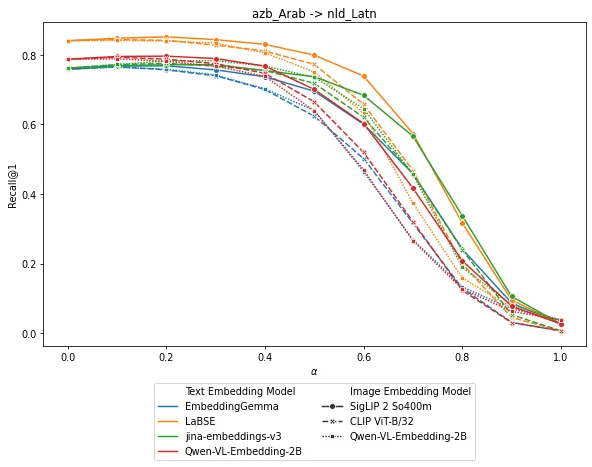 azb_Arab -> nld_Latn
Recall@1
0.8
0.6
0.4
0.2
0.0
0.0 0.2 0.4 0.6 0.8 1.0
α
Text Embedding Model
EmbeddingGemma
LaBSE
jina-embeddings-v3
Qwen-VL-Embedding-2B
Image Embedding Model
SigLIP 2 So400m
CLIP ViT-B/32
Qwen-VL-Embedding-2B